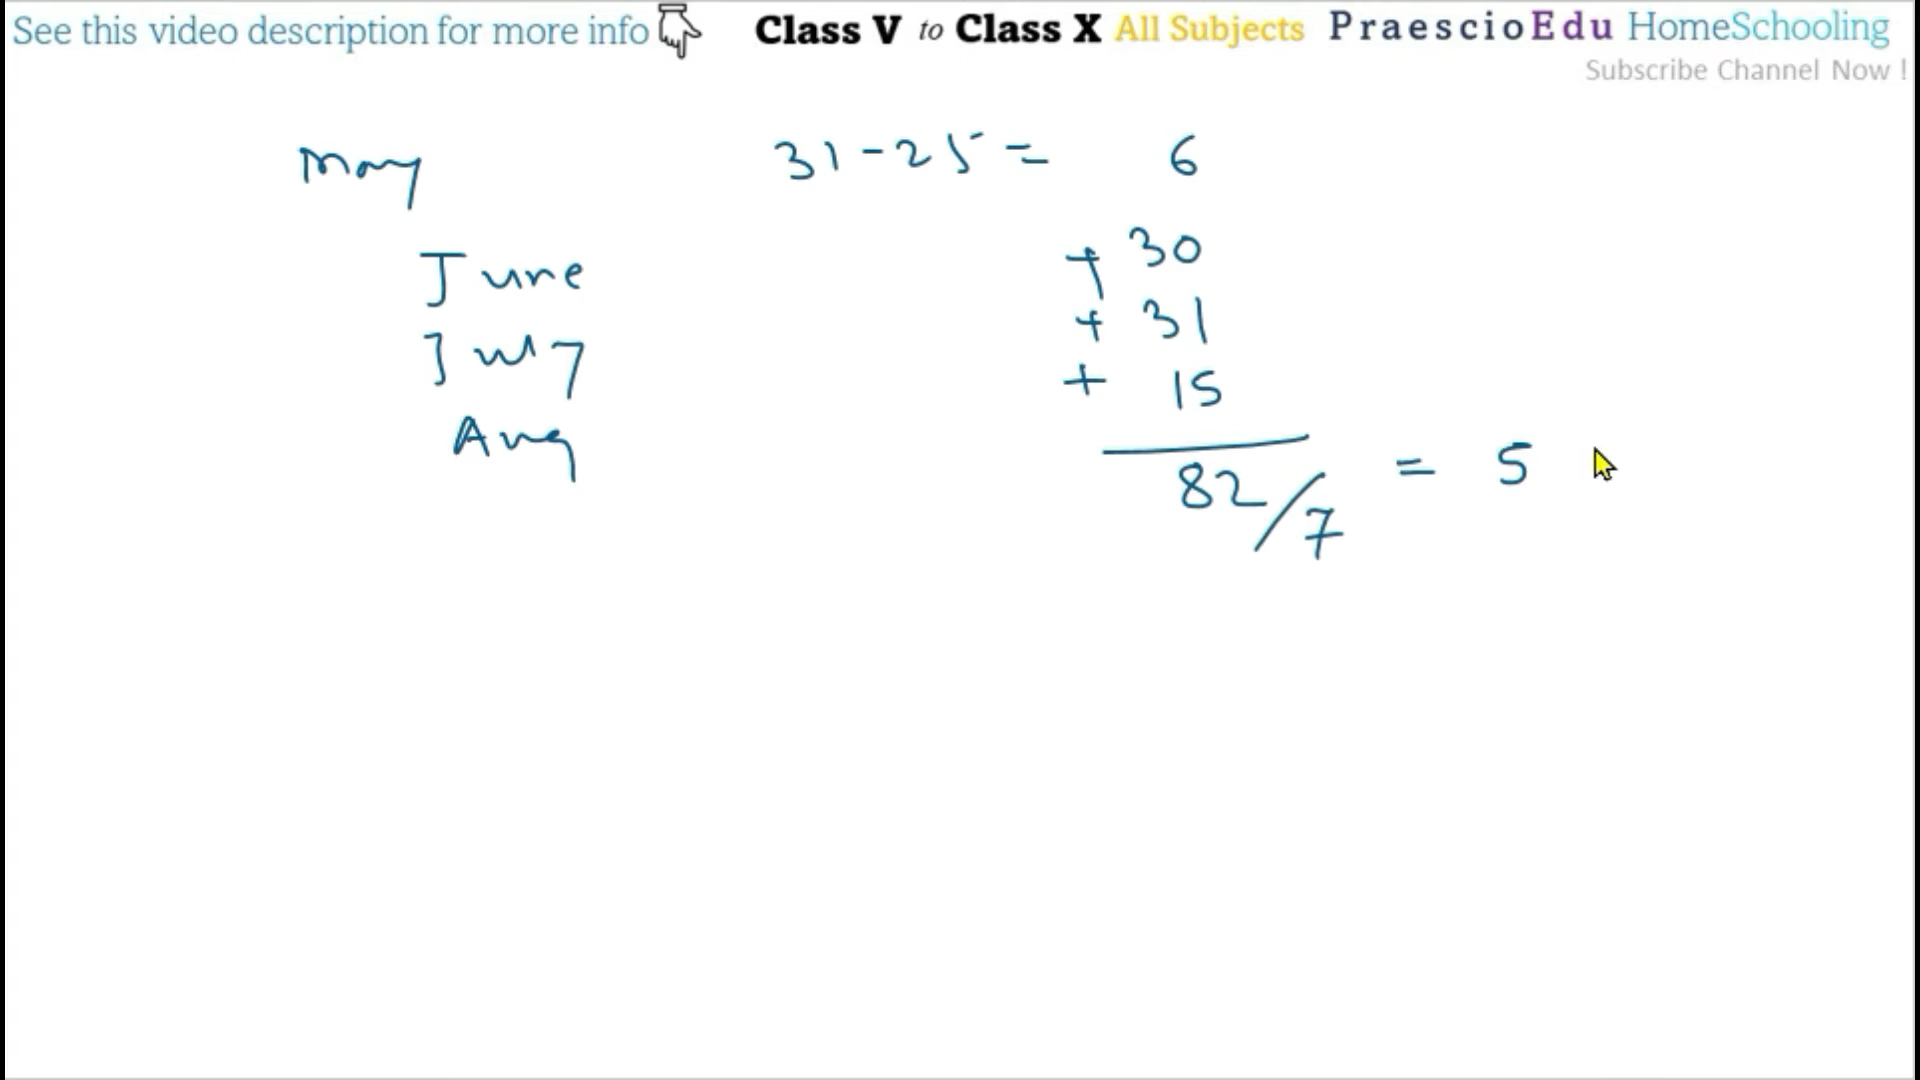 See this video description for more info Class V to Class X All Subjects PraescioEdu HomeSchooling
Subscribe Channel Now !
May 31-25= 6
June + 30
July + 31
Aug + 15
82/7 = 5